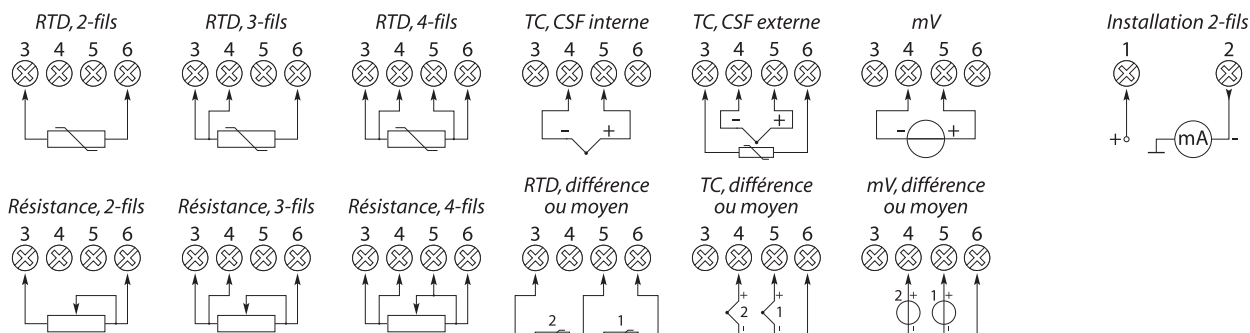 RTD, 2-fils RTD, 3-fils RTD, 4-fils TC, CSF interne TC, CSF externe mV Installation 2-fils
3 4 5 6 3 4 5 6 3 4 5 6 3 4 5 6 3 4 5 6 3 4 5 6 1 2
- + - + - + + mA -
RTD, différence TC, différence mV, différence
Résistance, 2-fils Résistance, 3-fils Résistance, 4-fils ou moyen ou moyen ou moyen
3 4 5 6 3 4 5 6 3 4 5 6 3 4 5 6 3 4 5 6 3 4 5 6
+ + + +
2 1 2 1 2 1
- - - -